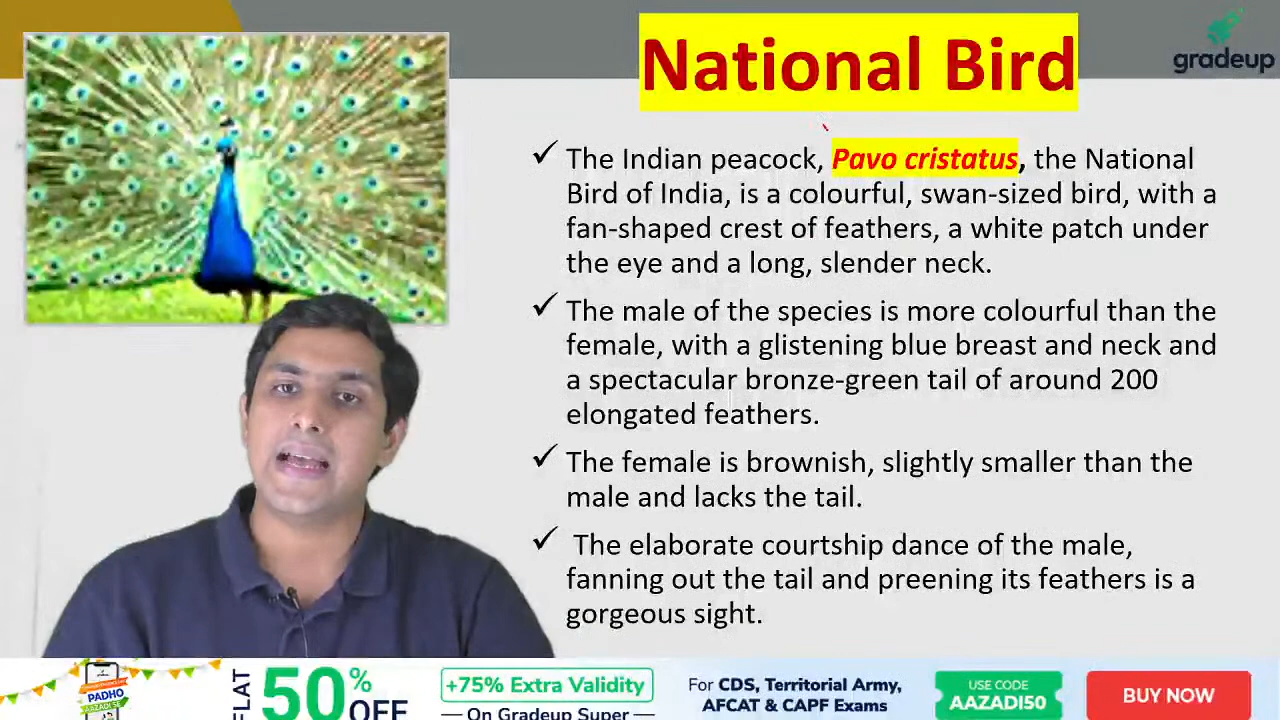 National Bird
gradeup
✓ The Indian peacock, Pavo cristatus, the National
Bird of India, is a colourful, swan-sized bird, with a
fan-shaped crest of feathers, a white patch under
the eye and a long, slender neck.
✓ The male of the species is more colourful than the
female, with a glistening blue breast and neck and
a spectacular bronze-green tail of around 200
elongated feathers.
✓ The female is brownish, slightly smaller than the
male and lacks the tail.
✓ The elaborate courtship dance of the male,
fanning out the tail and preening its feathers is a
gorgeous sight.
PADHO
AAZADI SE
FLAT
50% OFF
+75% Extra Validity
On Gradeup Super
For CDS, Territorial Army,
AFCAT & CAPF Exams
USE CODE
AAZADI50
BUY NOW